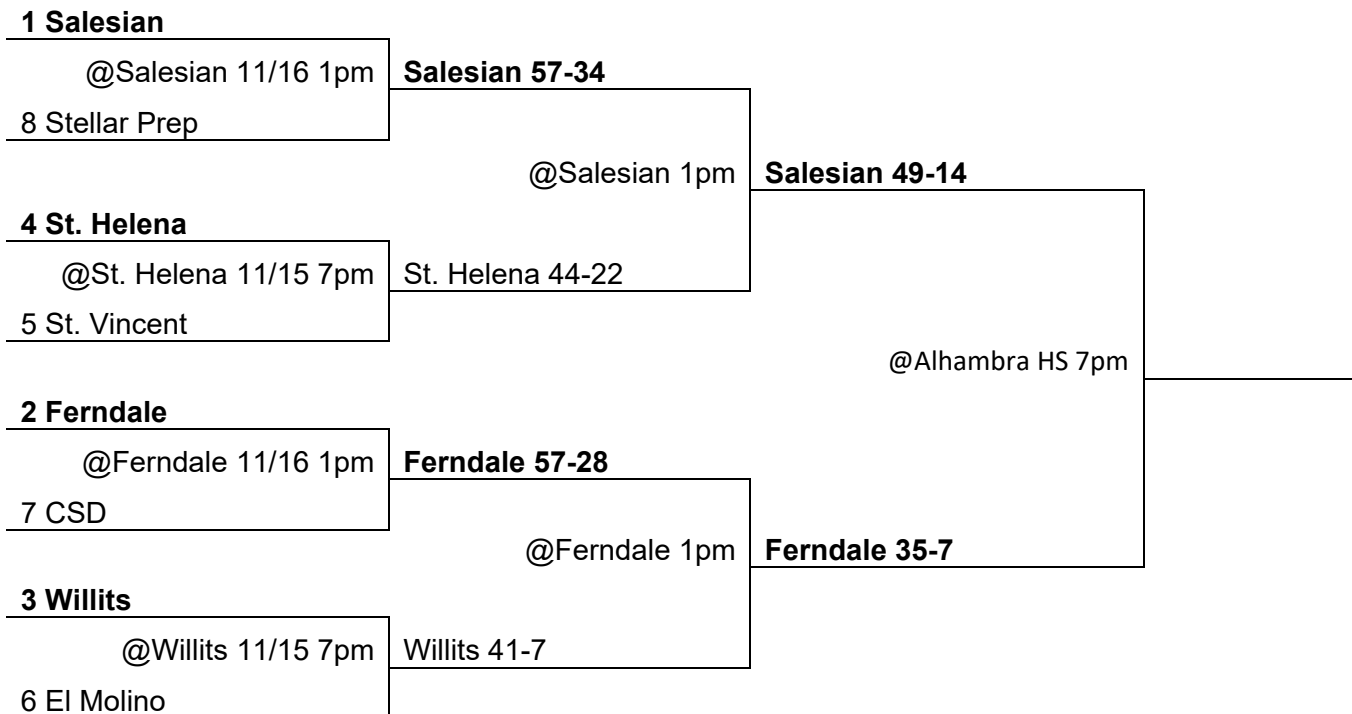 1 Salesian
@Salesian 11/16 1pm
Salesian 57-34
8 Stellar Prep
@Salesian 1pm
Salesian 49-14
4 St. Helena
@St. Helena 11/15 7pm
St. Helena 44-22
5 St. Vincent
@Alhambra HS 7pm
2 Ferndale
@Ferndale 11/16 1pm
Ferndale 57-28
7 CSD
@Ferndale 1pm
Ferndale 35-7
3 Willits
@Willits 11/15 7pm
Willits 41-7
6 El Molino